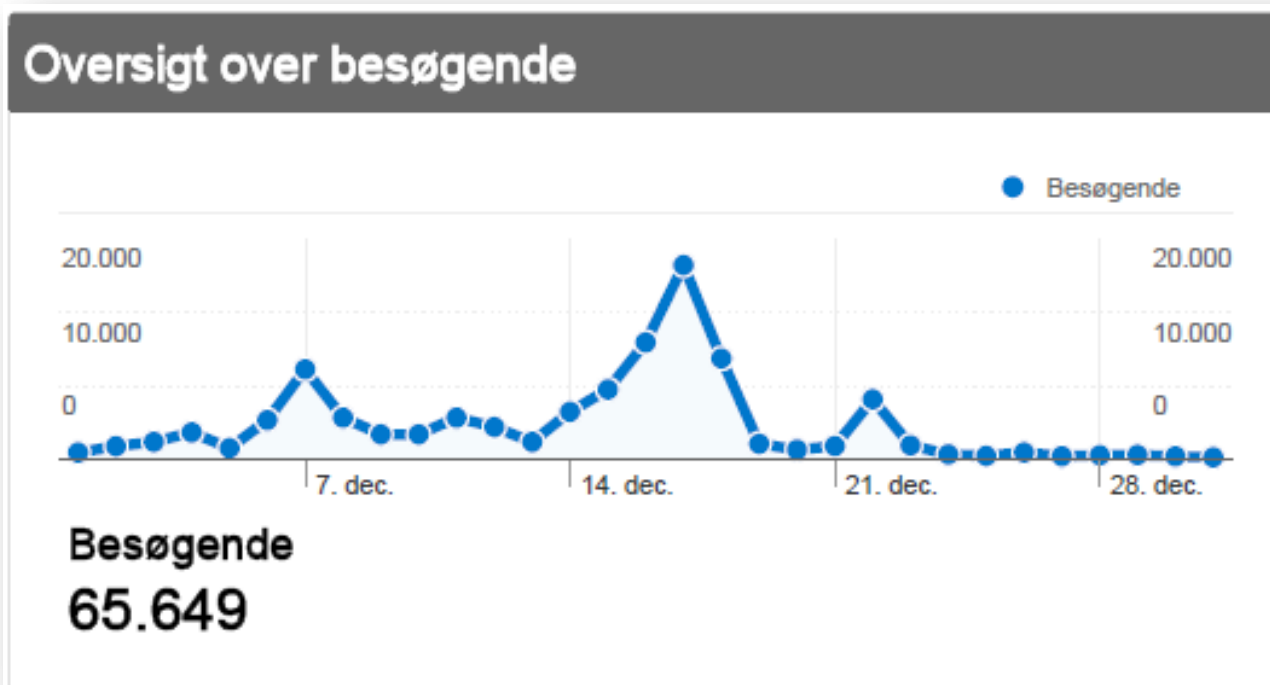 Oversigt over besøgende
Besøgende
20.000 20.000
10.000 10.000
0 0
7. dec. 14. dec. 21. dec. 28. dec.
Besøgende
65.649